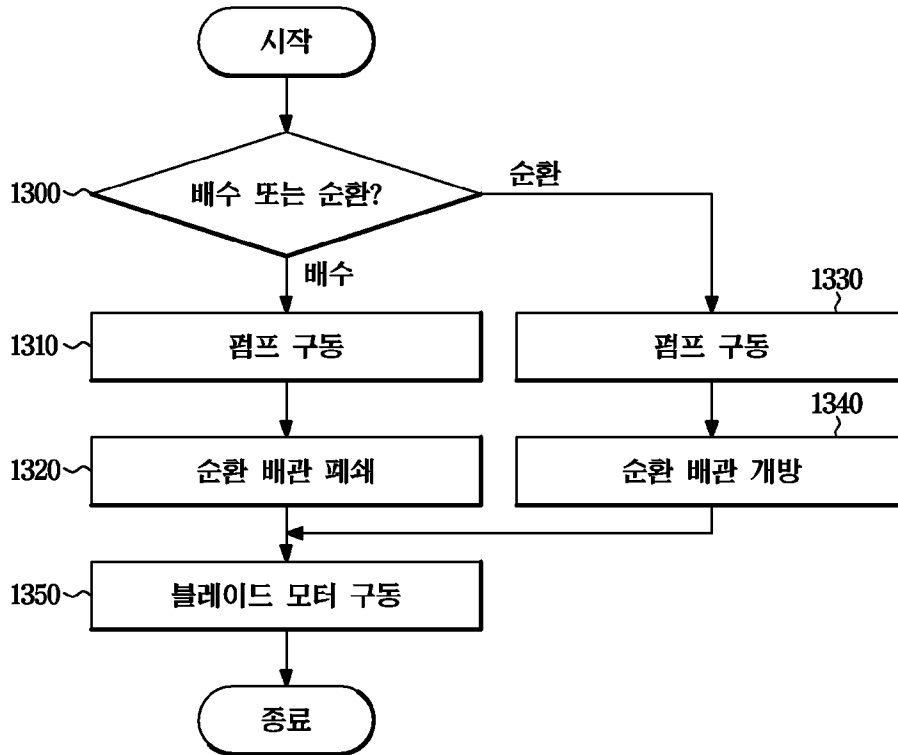 시작
1300
배수 또는 순환?
순환
배수
1330
1310
펌프 구동
펌프 구동
1340
1320
순환 배관 폐쇄
순환 배관 개방
1350
블레이드 모터 구동
종료